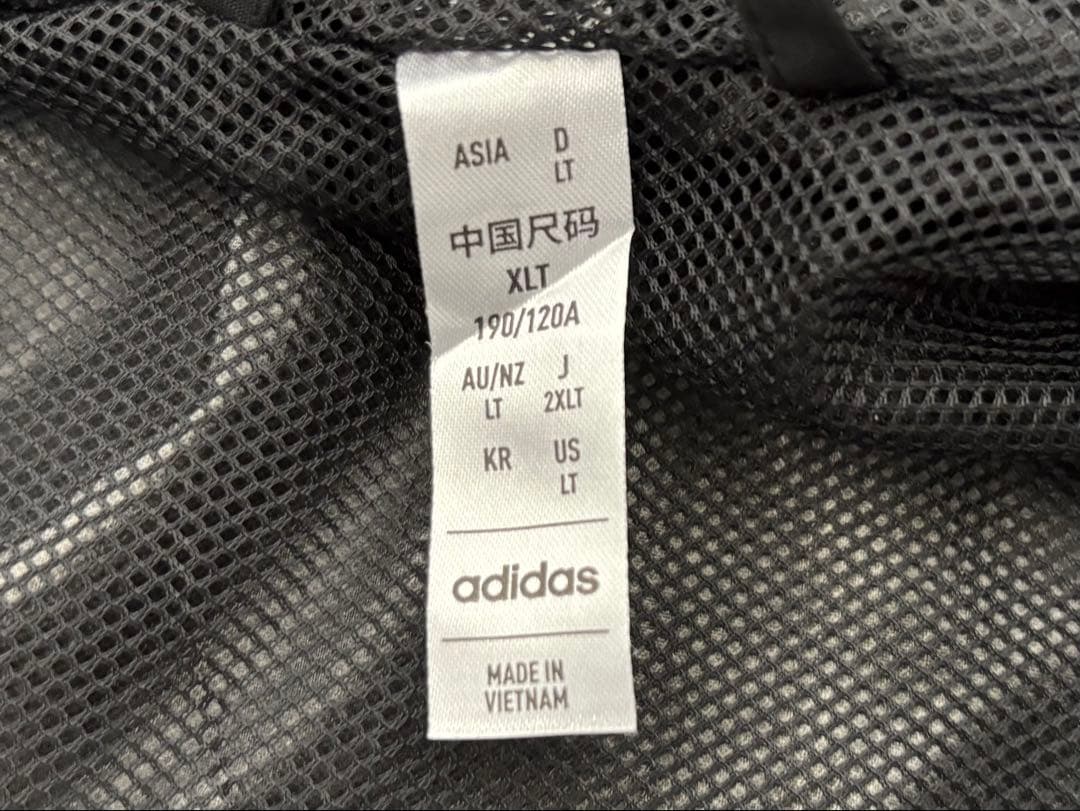 ASIA D
LT
中国尺码
XLT
190/120A
AU/NZ J
LT 2XLT
KR US
LT
adidas
MADE IN
VIETNAM